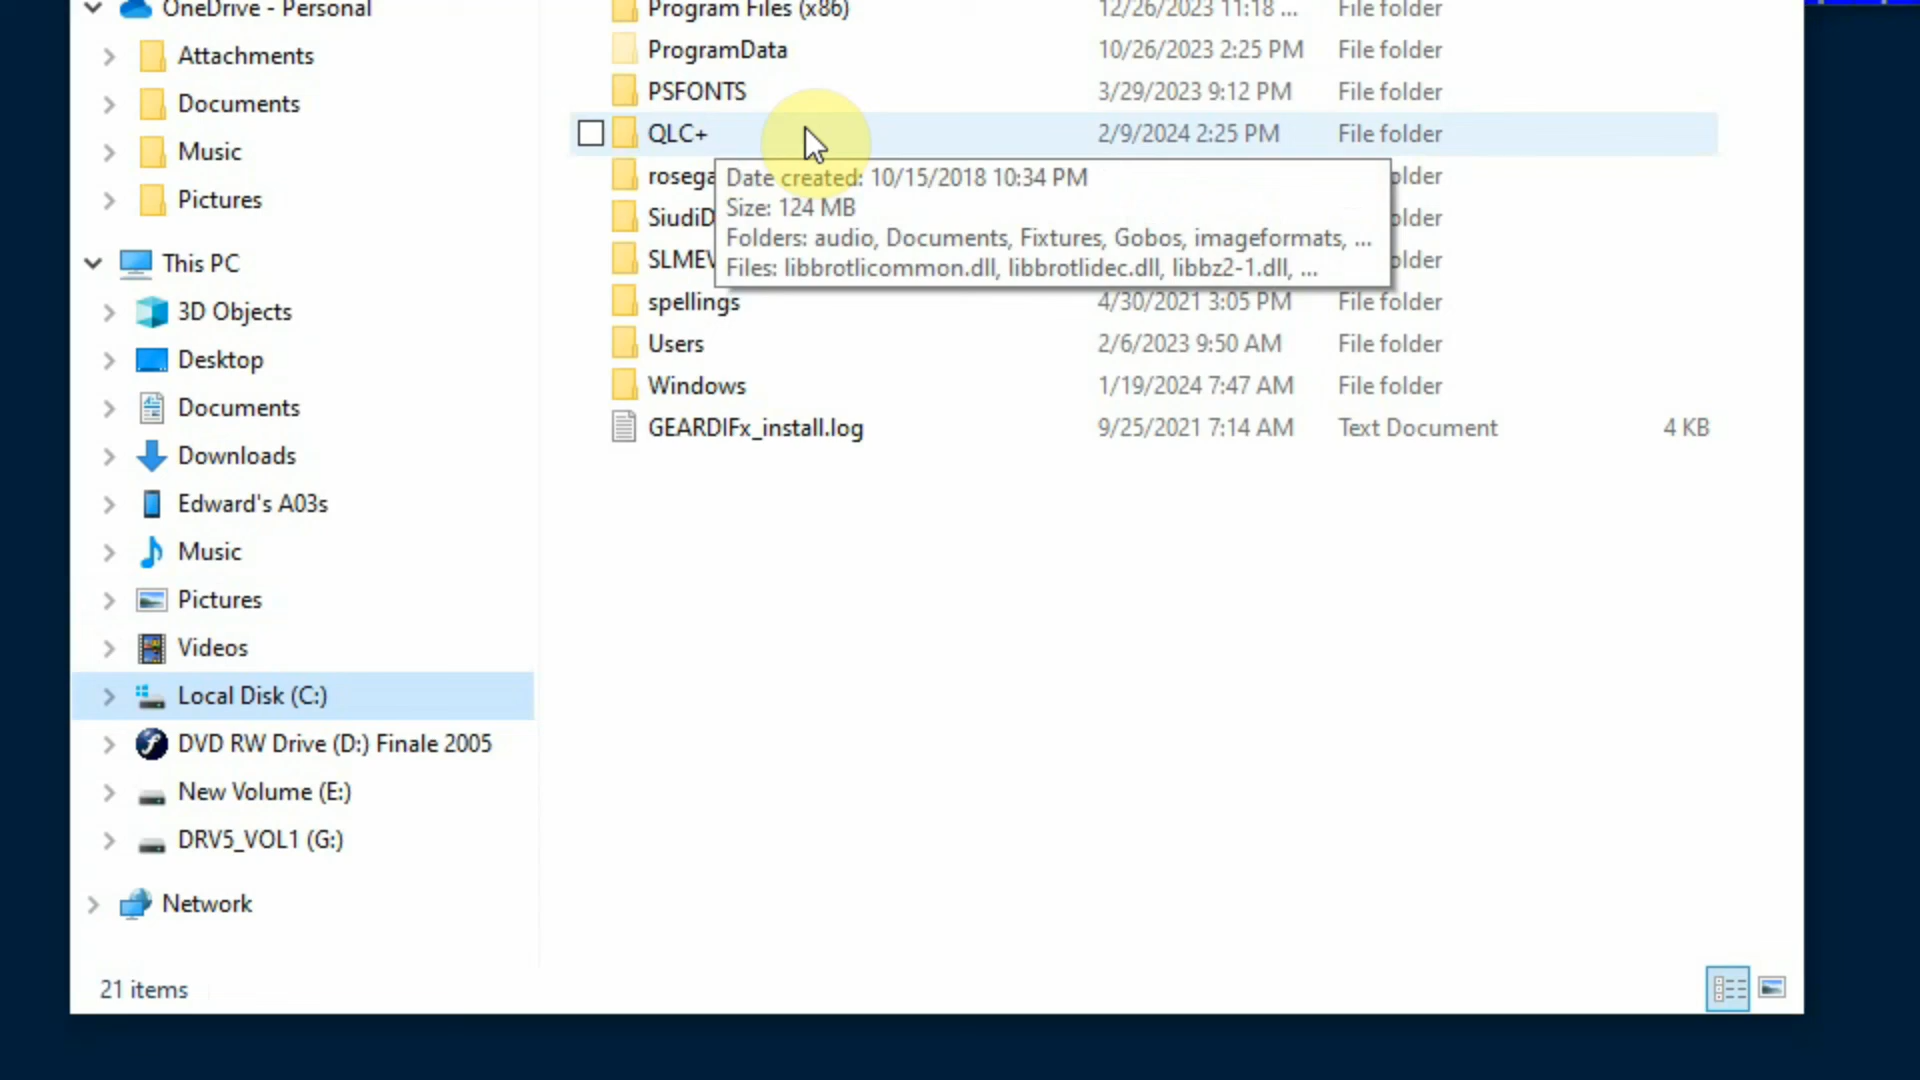 OneDrive - Personal
Attachments
Documents
Music
Pictures
This PC
3D Objects
Desktop
Documents
Downloads
Edward's A03s
Music
Pictures
Videos
Local Disk (C:)
DVD RW Drive (D:) Finale 2005
New Volume (E:)
DRV5_VOL1 (G:)
Network
Program Files (x86) 12/26/2023 11:18 ... File folder
ProgramData 10/26/2023 2:25 PM File folder
PSFONTS 3/29/2023 9:12 PM File folder
QLC+ 2/9/2024 2:25 PM File folder
Date created: 10/15/2018 10:34 PM
Size: 124 MB
Folders: audio, Documents, Fixtures, Gobos, imageformats, ...
Files: libbrotlicommon.dll, libbrotlidec.dll, libbz2-1.dll, ...
spellings 4/30/2021 3:05 PM File folder
Users 2/6/2023 9:50 AM File folder
Windows 1/19/2024 7:47 AM File folder
GEARDIFx_install.log 9/25/2021 7:14 AM Text Document 4 KB
21 items